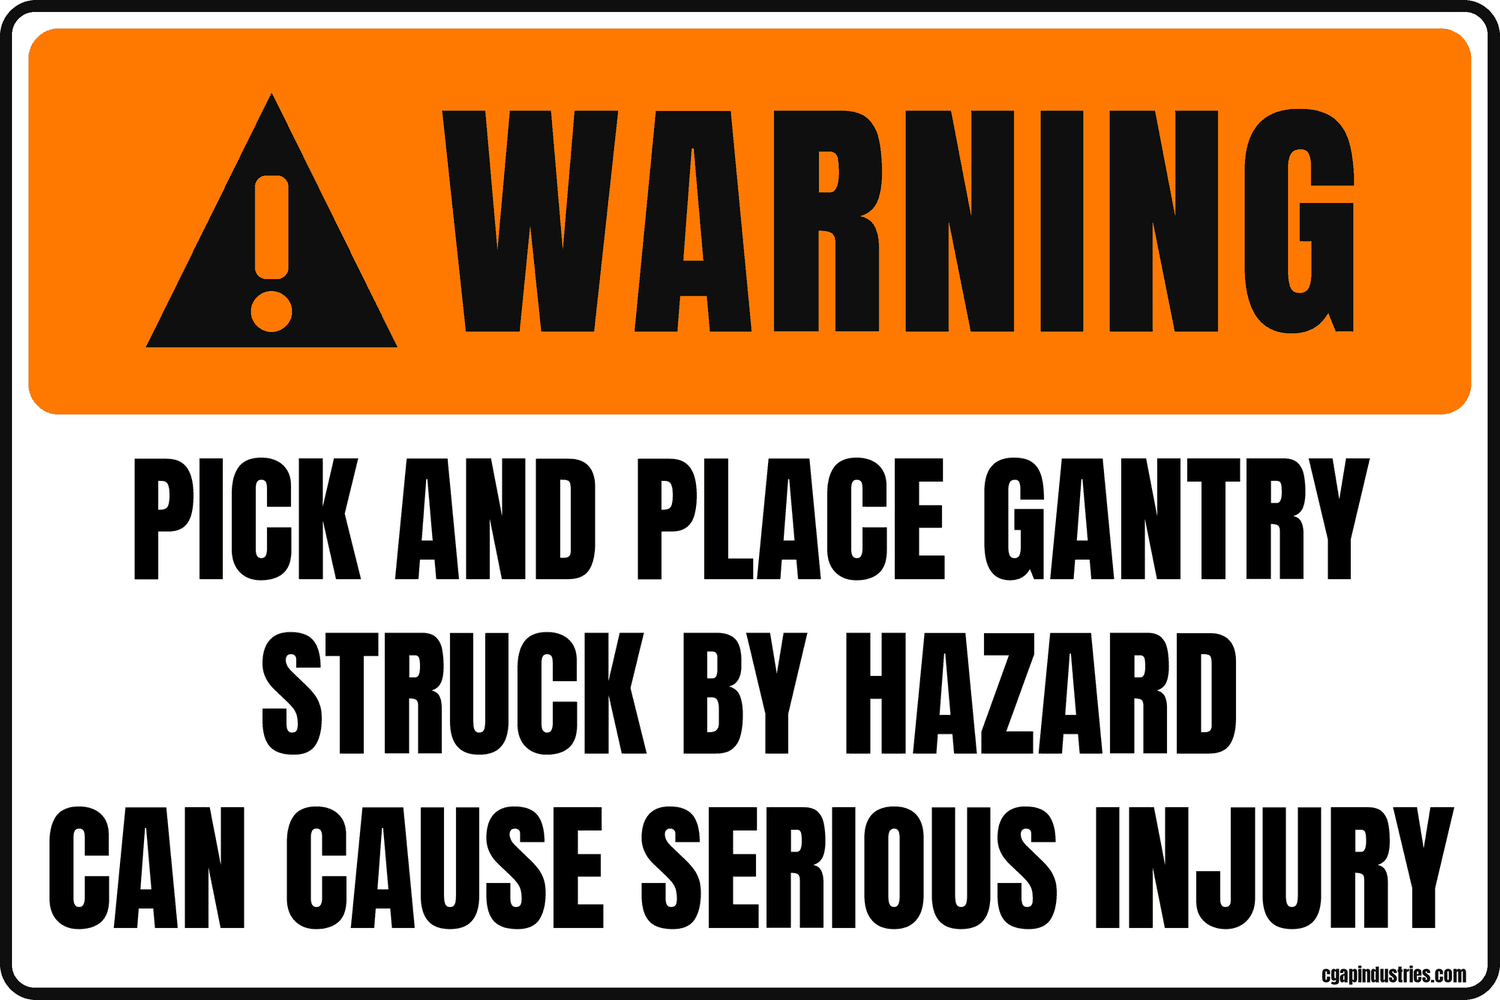 WARNING
PICK AND PLACE GANTRY
STRUCK BY HAZARD
CAN CAUSE SERIOUS INJURY
cgapindustries.com